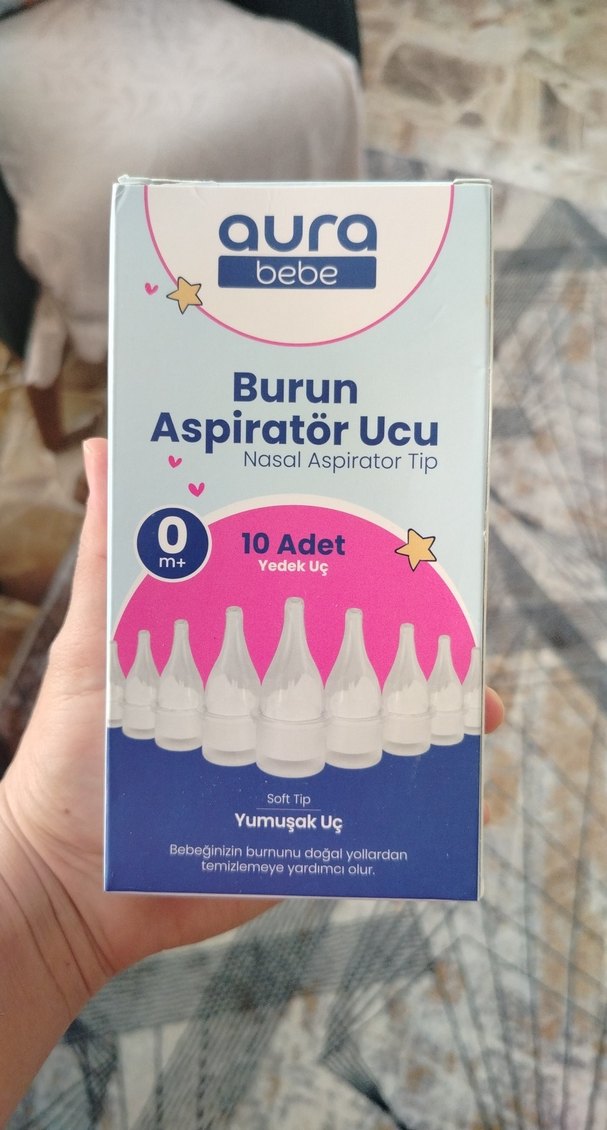 aura
bebe
Burun
Aspiratör Ucu
Nasal Aspirator Tip
0
m+
10 Adet
Yedek Uç
Soft Tip
Yumuşak Uç
Bebeğinizin burnunu doğal yollardan
temizlemeye yardımcı olur.